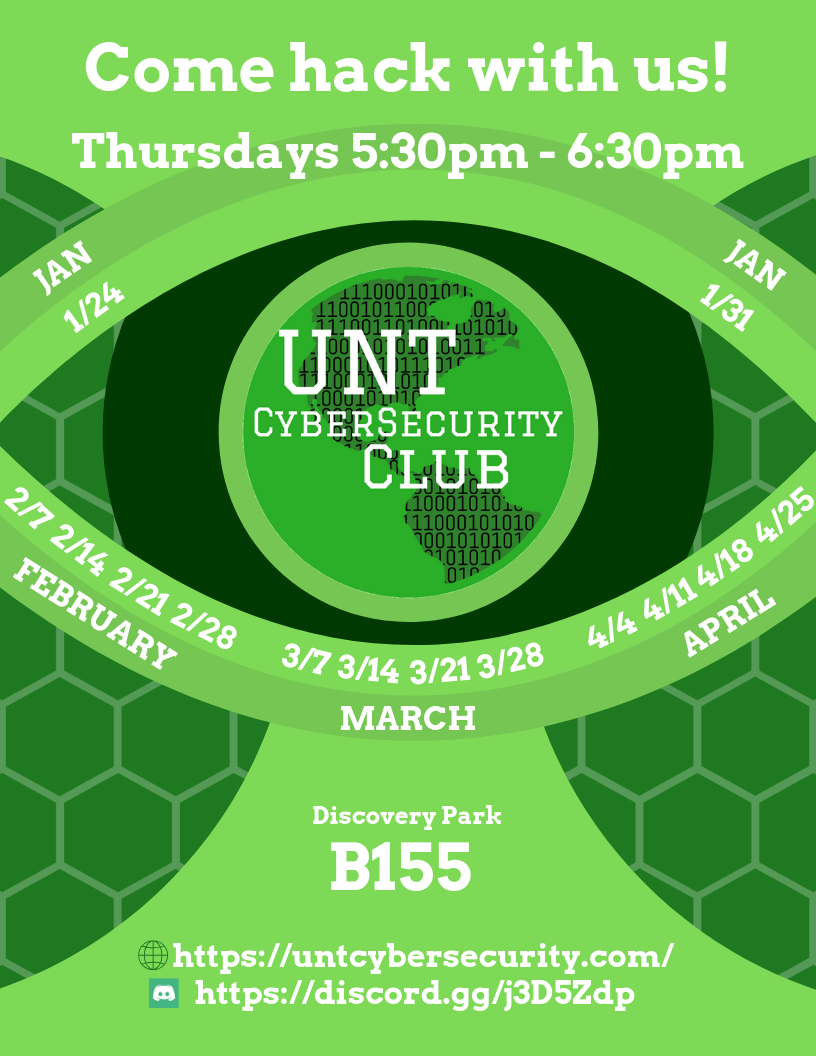 Come hack with us!
Thursdays 5:30pm - 6:30pm
JAN
1/24
JAN
1/31
UNT
CyberSecurity
Club
2/7 2/14 2/21 2/28
FEBRUARY
3/7 3/14 3/21 3/28
MARCH
4/4 4/11 4/18 4/25
APRIL
Discovery Park
B155
https://untcybersecurity.com/
https://discord.gg/j3D5Zdp